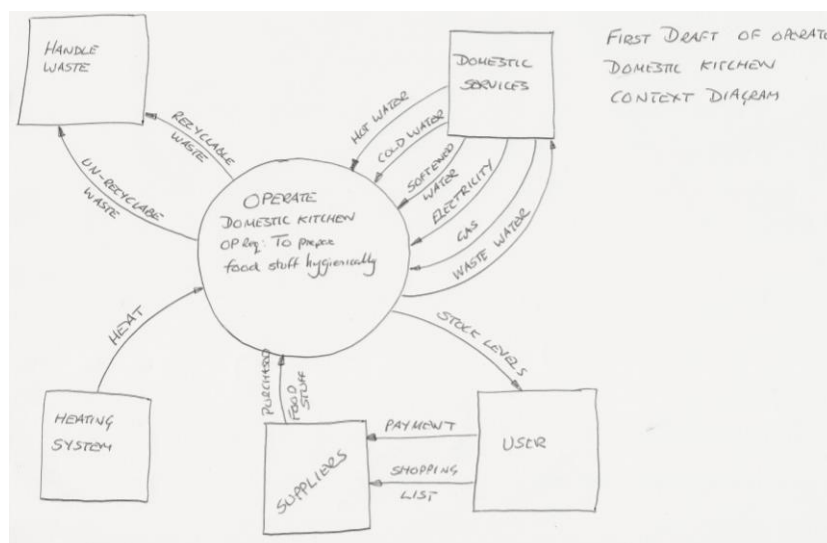 FIRST DRAFT OF OPERATE
DOMESTIC KITCHEN
CONTEXT DIAGRAM
HANDLE
WASTE
DOMESTIC
SERVICES
RECYCLABLE
WASTE
UN-RECYCLABE
WASTE
HOT WATER
COLD WATER
SOFTENED
WATER
ELECTRICITY
GAS
WASTE WATER
OPERATE
DOMESTIC KITCHEN
OP Req: To prepare
food stuff hygienically
HEAT
STOCK LEVELS
PURCHASED
FOOD
STUFF
HEATING
SYSTEM
SUPPLIERS
PAYMENT
SHOPPING
LIST
USER